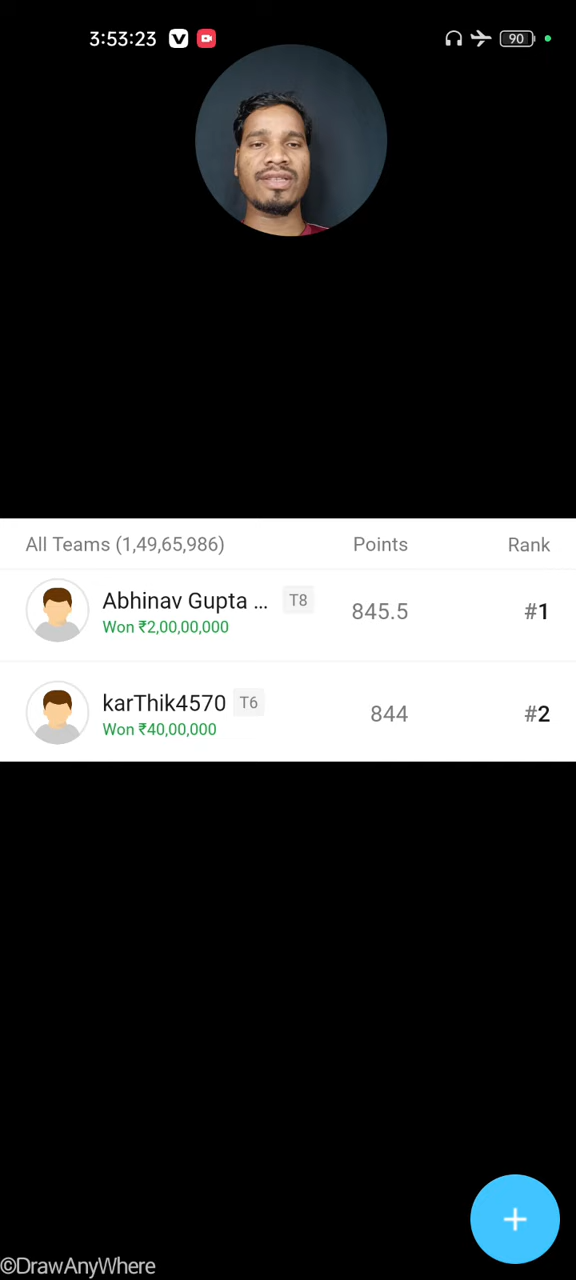 3:53:23 90
All Teams (1,49,65,986) Points Rank
Abhinav Gupta ... T8 845.5 #1
Won ₹2,00,00,000
karThik4570 T6 844 #2
Won ₹40,00,000
+
©DrawAnyWhere